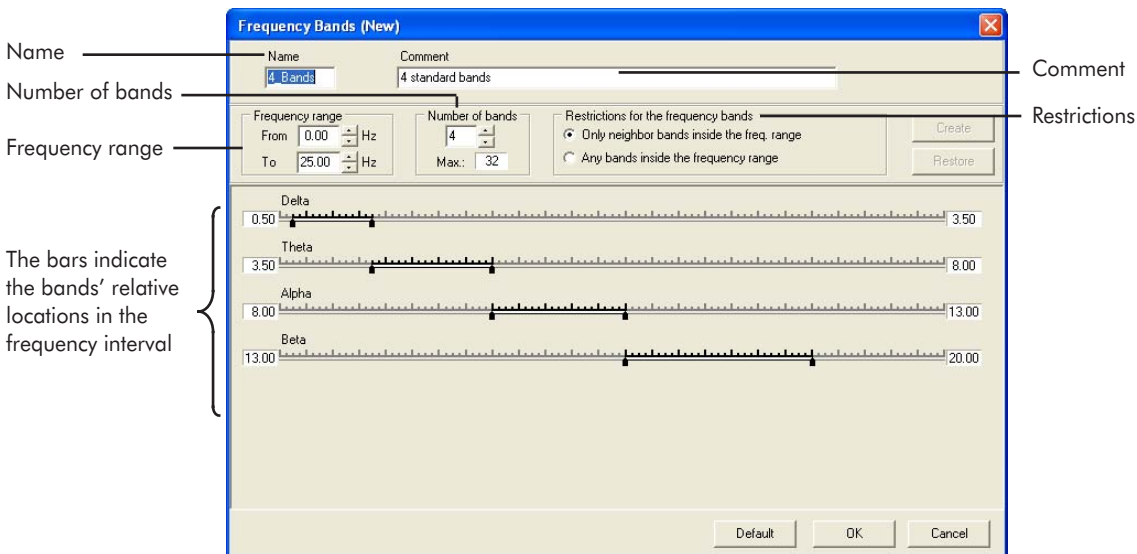 Frequency Bands (New)
Name
Name
Comment
4_Bands
4 standard bands
Comment
Number of bands
Restrictions
Frequency range
Frequency range
From 0.00 Hz
To 25.00 Hz
Number of bands
4
Max.: 32
Restrictions for the frequency bands
Only neighbor bands inside the freq. range
Any bands inside the frequency range
Create
Restore
The bars indicate
the bands' relative
locations in the
frequency interval
Delta
0.50 3.50
Theta
3.50 8.00
Alpha
8.00 13.00
Beta
13.00 20.00
Default OK Cancel